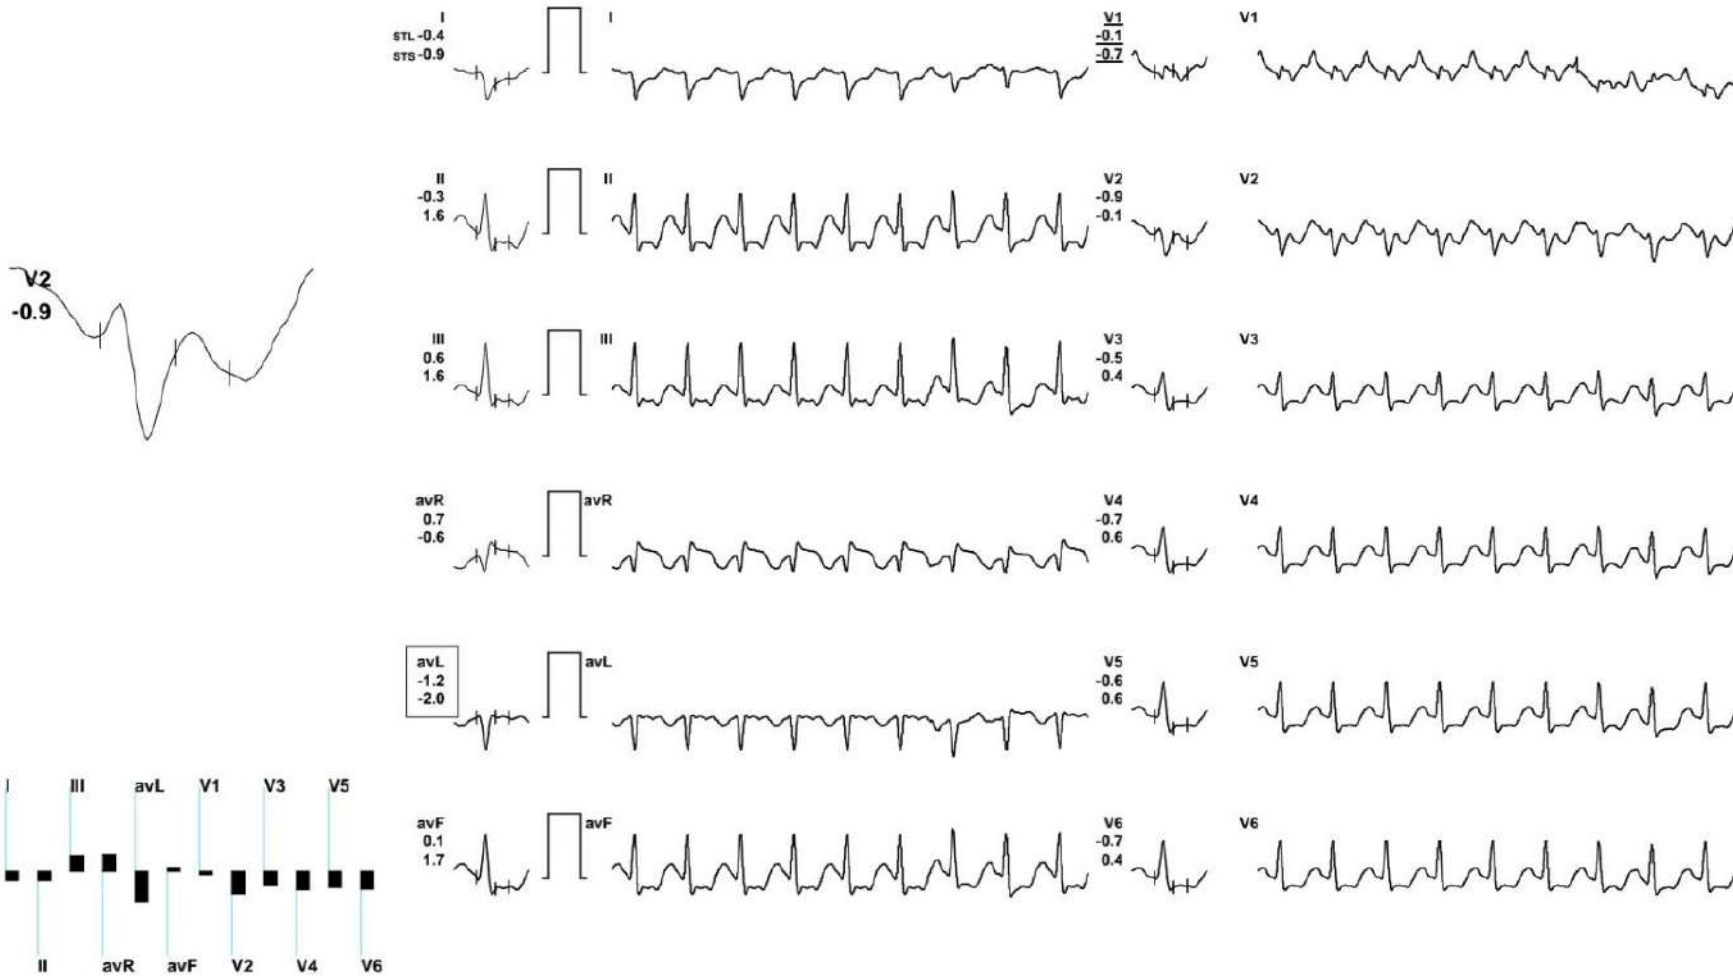 V2
-0.9
I
STL -0.4
STS -0.9
I
V1
-0.1
-0.7
V1
II
-0.3
1.6
II
V2
-0.9
-0.1
V2
III
0.6
1.6
III
V3
-0.5
0.4
V3
avR
0.7
-0.6
avR
V4
-0.7
0.6
V4
avL
-1.2
-2.0
avL
V5
-0.6
0.6
V5
avF
0.1
1.7
avF
V6
-0.7
0.4
V6
I III avL V1 V3 V5
II avR avF V2 V4 V6